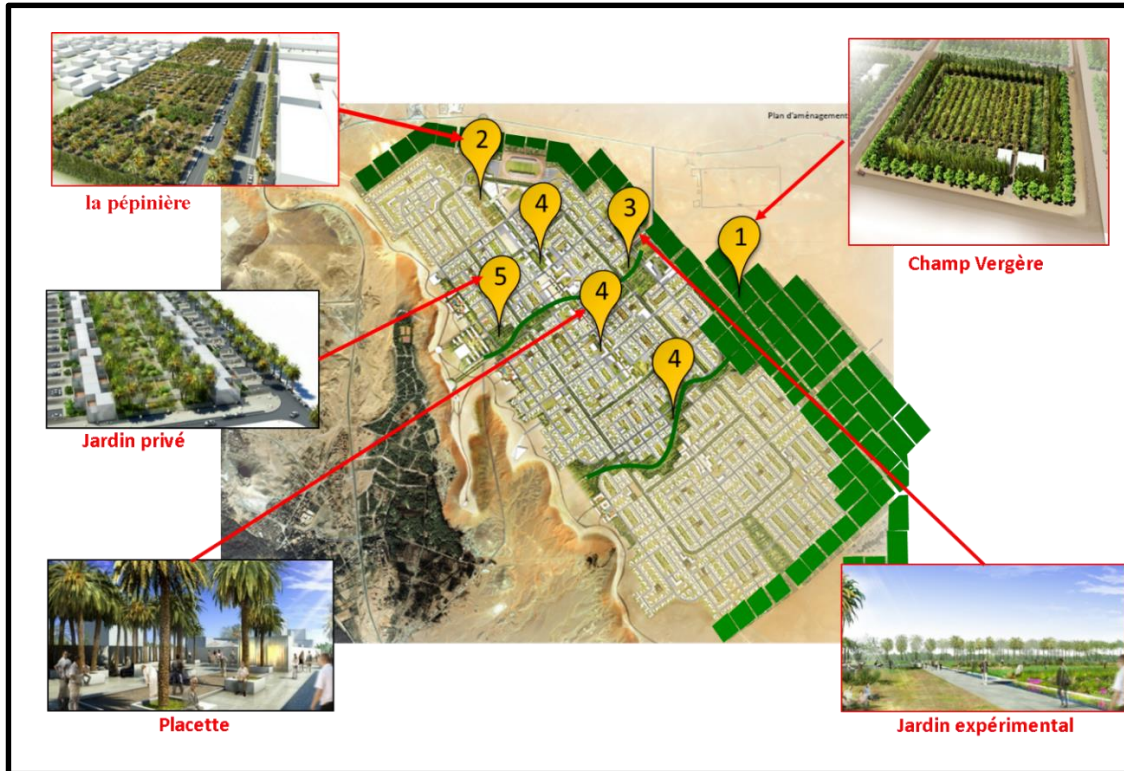 Plan d'aménagement
2
4
3
1
5
4
4
la pépinière
Champ Vergère
Jardin privé
Placette
Jardin expérimental